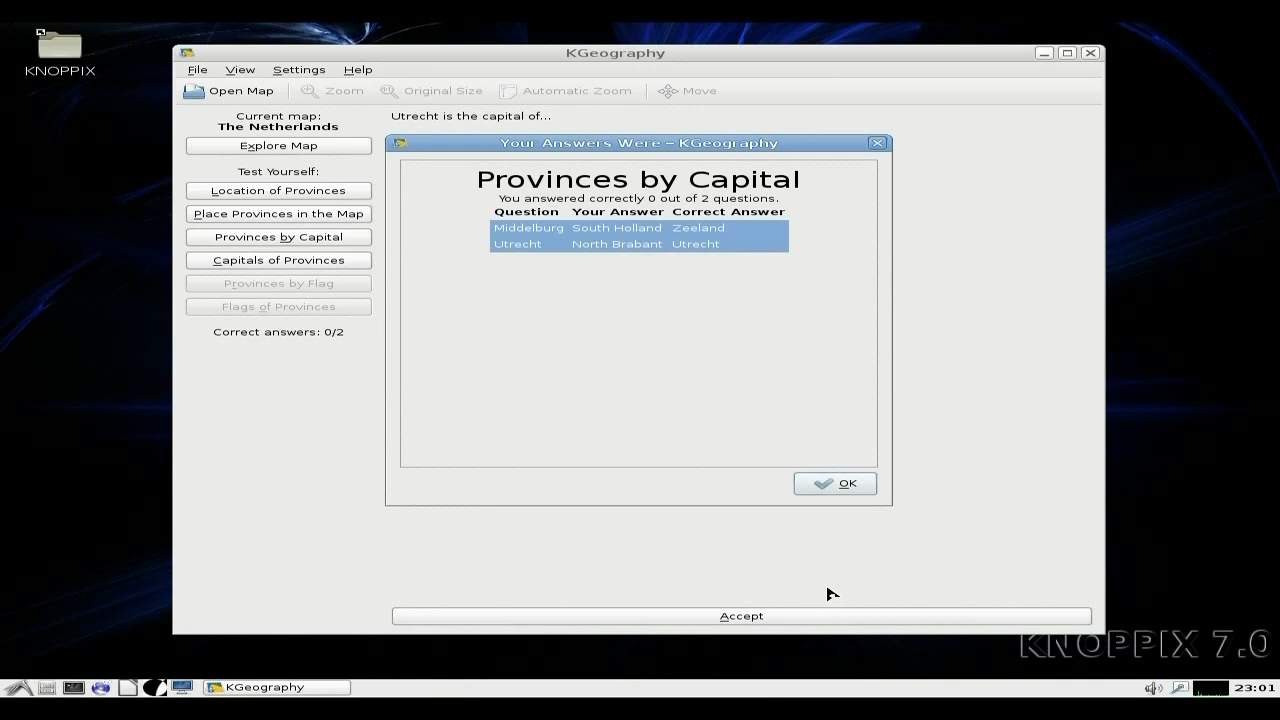 KNOPPIX
KGeography
File View Settings Help
Open Map Zoom Original Size Automatic Zoom Move
Current map:
The Netherlands
Explore Map
Test Yourself:
Location of Provinces
Place Provinces in the Map
Provinces by Capital
Capitals of Provinces
Provinces by Flag
Flags of Provinces
Correct answers: 0/2
Utrecht is the capital of...
Your Answers Were – KGeography
Provinces by Capital
You answered correctly 0 out of 2 questions.
Question Your Answer Correct Answer
Middelburg South Holland Zeeland
Utrecht North Brabant Utrecht
OK
Accept
KNOPPIX 7.0
KGeography
23:01